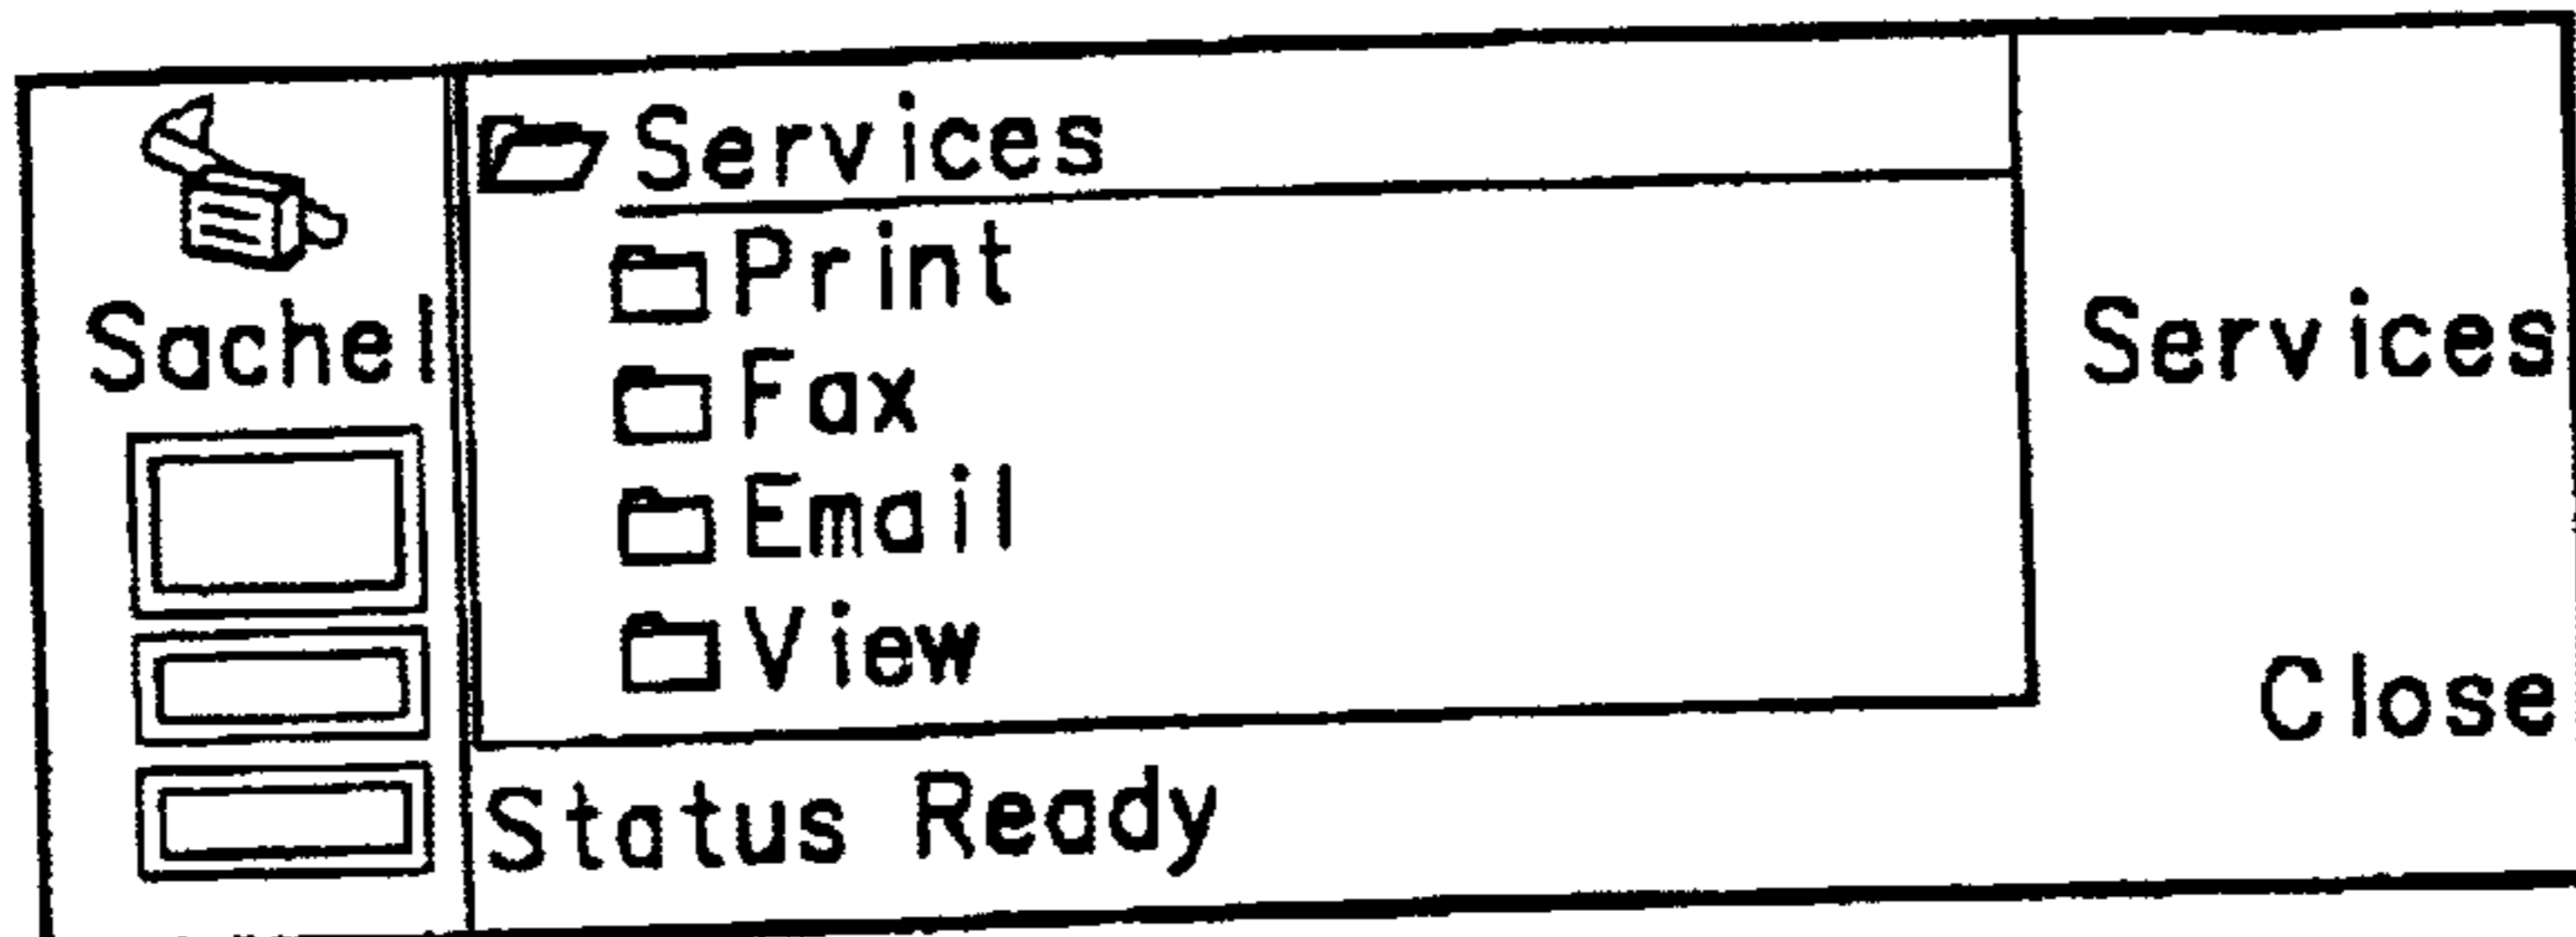 Sachel
Services
Print
Fax
Email
View
Status Ready
Services
Close